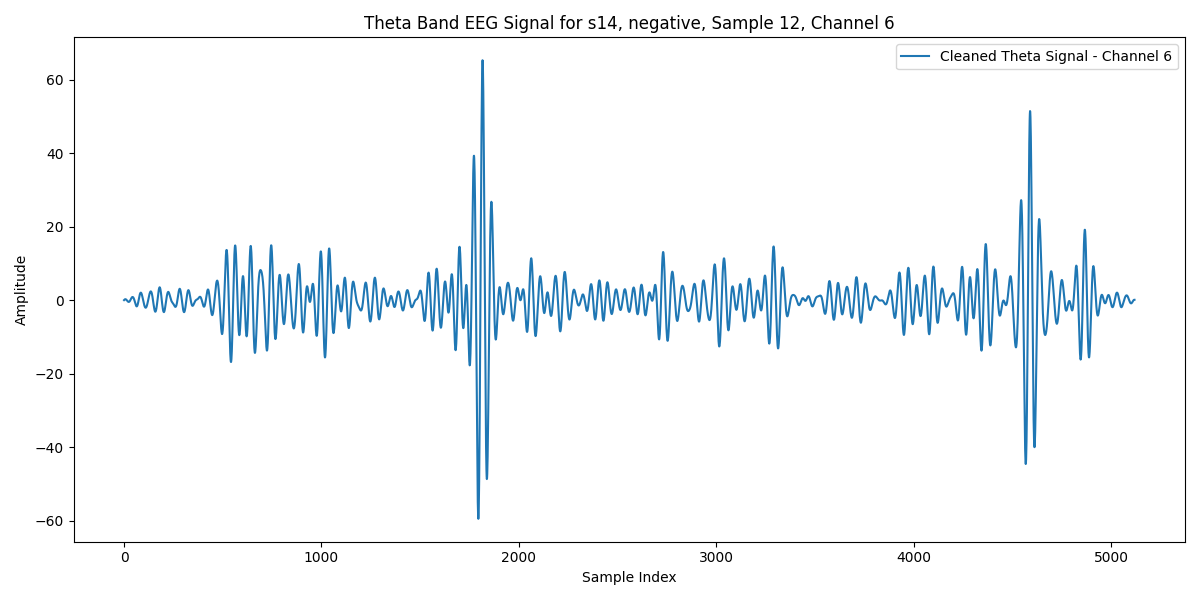 Theta Band EEG Signal for s14, negative, Sample 12, Channel 6
Cleaned Theta Signal - Channel 6
Amplitude
60
40
20
0
−20
−40
−60
0 1000 2000 3000 4000 5000
Sample Index